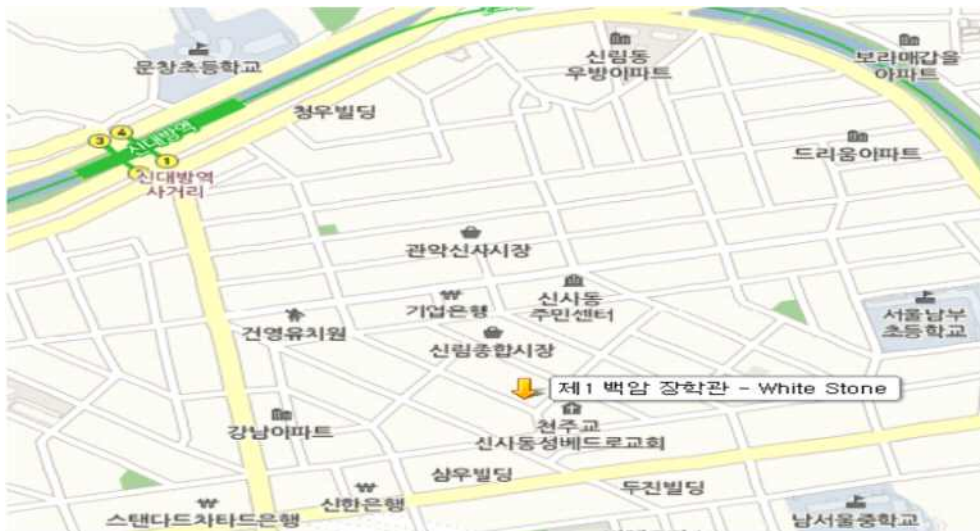 문창초등학교
신림동
우방아파트
보라매갑을
아파트
청우빌딩
4
3
신대방역
1
드리움아파트
신대방역
사거리
관악신사시장
기업은행
신사동
주민센터
서울남부
초등학교
건영유치원
신림종합시장
제1 백암 장학관 - White Stone
강남아파트
천주교
신사동성베드로교회
삼우빌딩
신한은행
두진빌딩
스탠다드차타드은행
남서울중학교